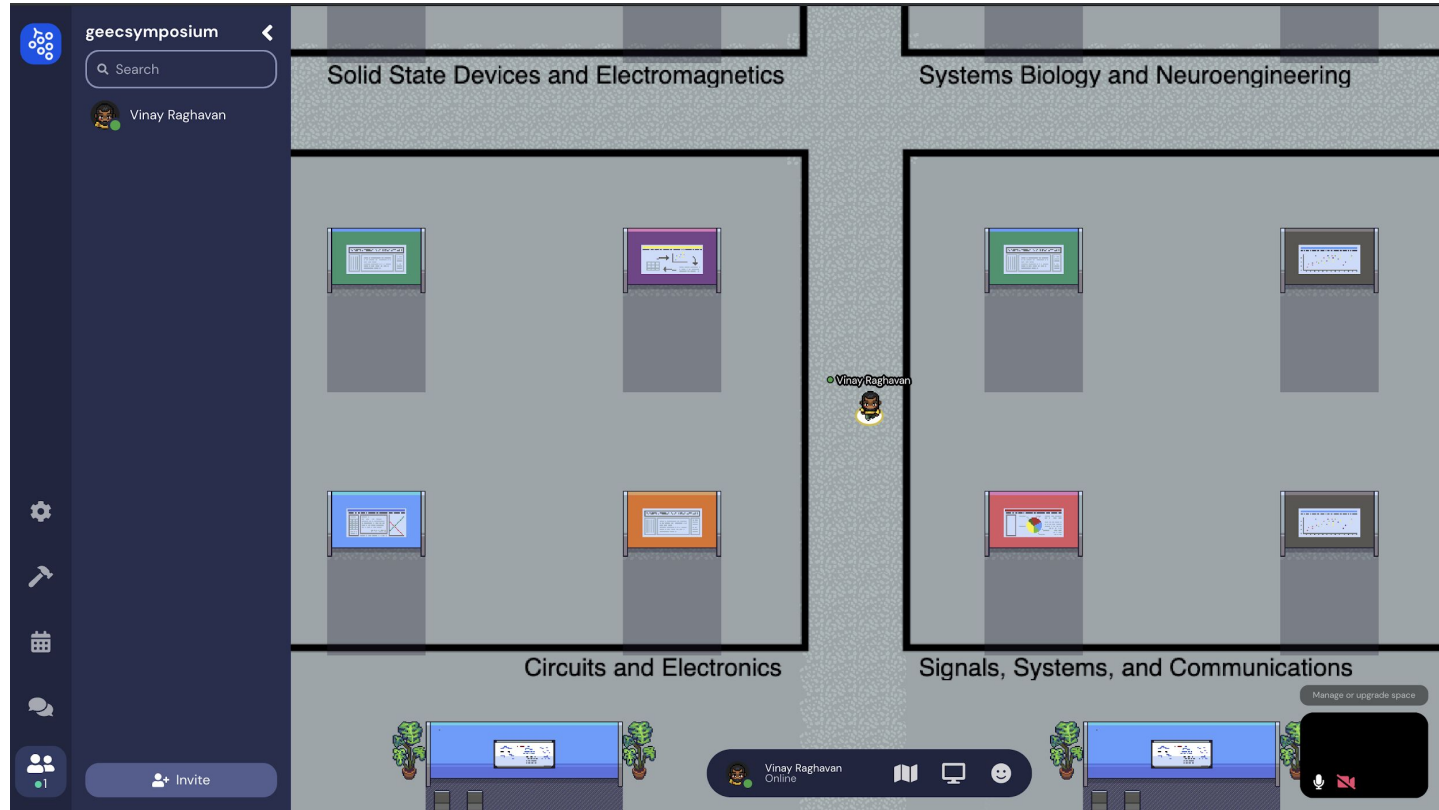 geecsymposium
Search
Vinay Raghavan
1
Invite
Solid State Devices and Electromagnetics
Systems Biology and Neuroengineering
Vinay Raghavan
Circuits and Electronics
Signals, Systems, and Communications
Manage or upgrade space
Vinay Raghavan
Online